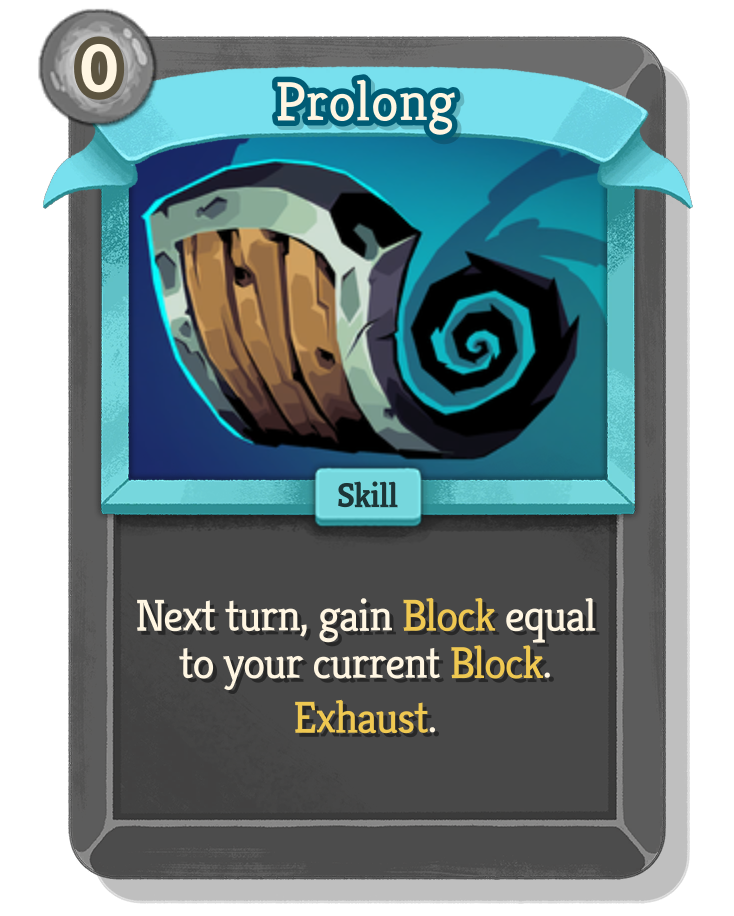 0
Prolong
Skill
Next turn, gain Block equal
to your current Block.
Exhaust.